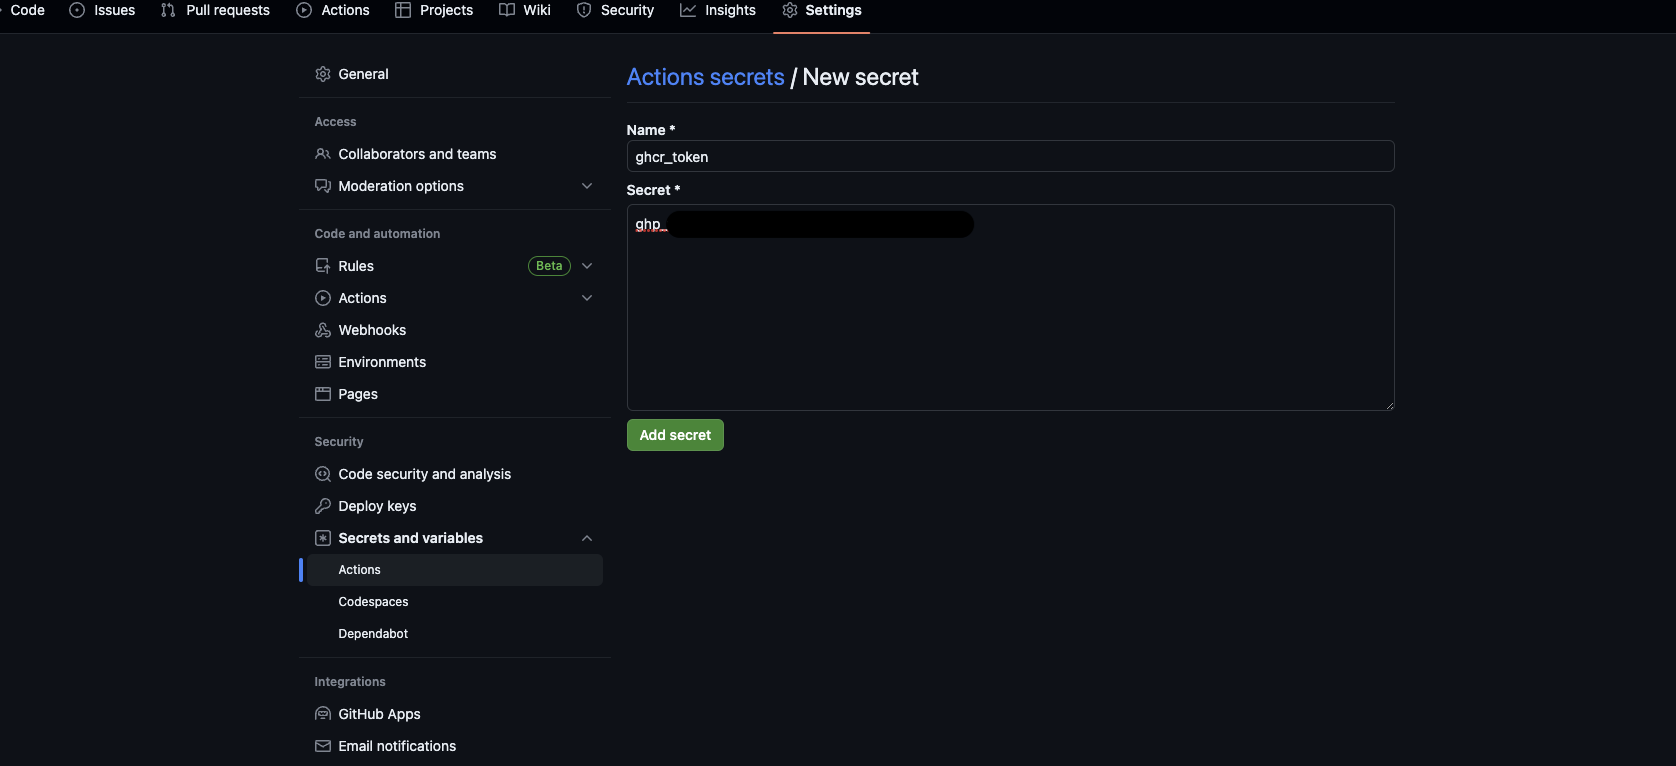 Code Issues Pull requests Actions Projects Wiki Security Insights Settings
General
Access
Collaborators and teams
Moderation options
Code and automation
Rules Beta
Actions
Webhooks
Environments
Pages
Security
Code security and analysis
Deploy keys
Secrets and variables
Actions
Codespaces
Dependabot
Integrations
GitHub Apps
Email notifications
Actions secrets / New secret
Name *
ghcr_token
Secret *
ghp_
Add secret